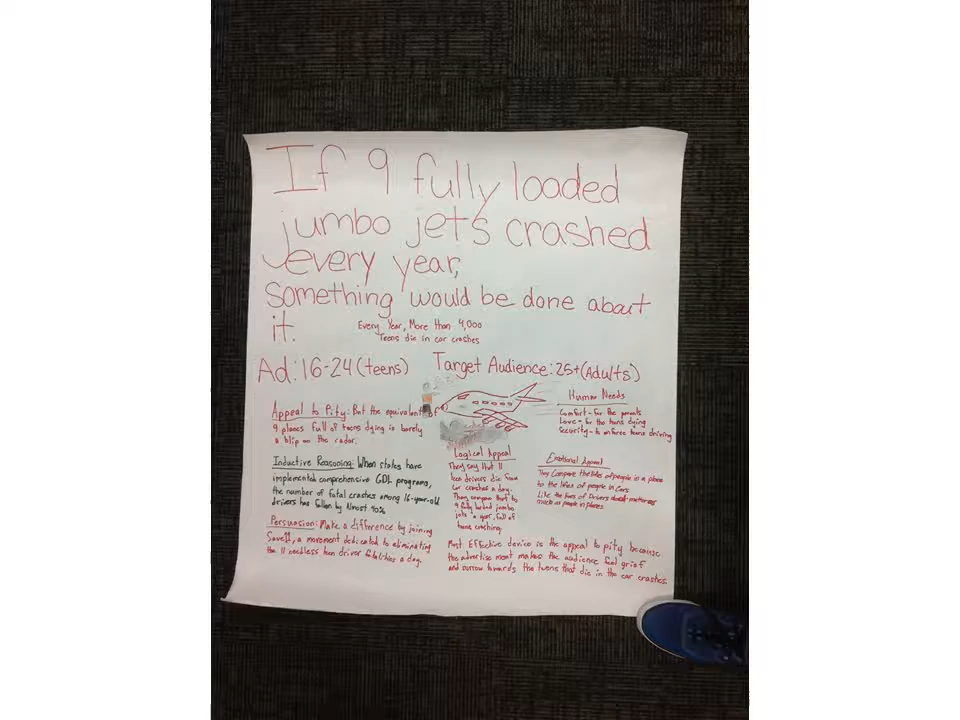 If 9 fully loaded
jumbo jets crashed
every year,
something would be done about
it.
Every Year, More than 4,000
Teens die in car crashes
Ad: 16-24 (teens)
Target Audience: 25+ (Adults)
Appeal to Pity: But the equivalent of
9 planes full of teens dying is barely
a blip on the radar.
Inductive Reasoning: When states have
implemented comprehensive GDL programs,
the number of fatal crashes among 16-year-old
drivers has fallen by almost 40%
Persuasion: Make a difference by joining
Save11, a movement dedicated to eliminating
the 11 needless teen driver fatalities a day.
Human Needs
Comfort - for the parents
Love - for the teens dying
Security - to enforce teens driving
Logical Appeal
They say that 11
teen drivers die from
car crashes a day.
Then compare that to
9 fully loaded jumbo
jets a year, full of
teens crashing
Emotional Appeal
They Compare the lives of people in a plane
to the lives of people in cars
Like the lives of Drivers doesn't matter as
much as people in planes
Most Effective device is the appeal to pity because
the advertisement makes the audience feel grief
and sorrow towards the teens that die in the car crashes.